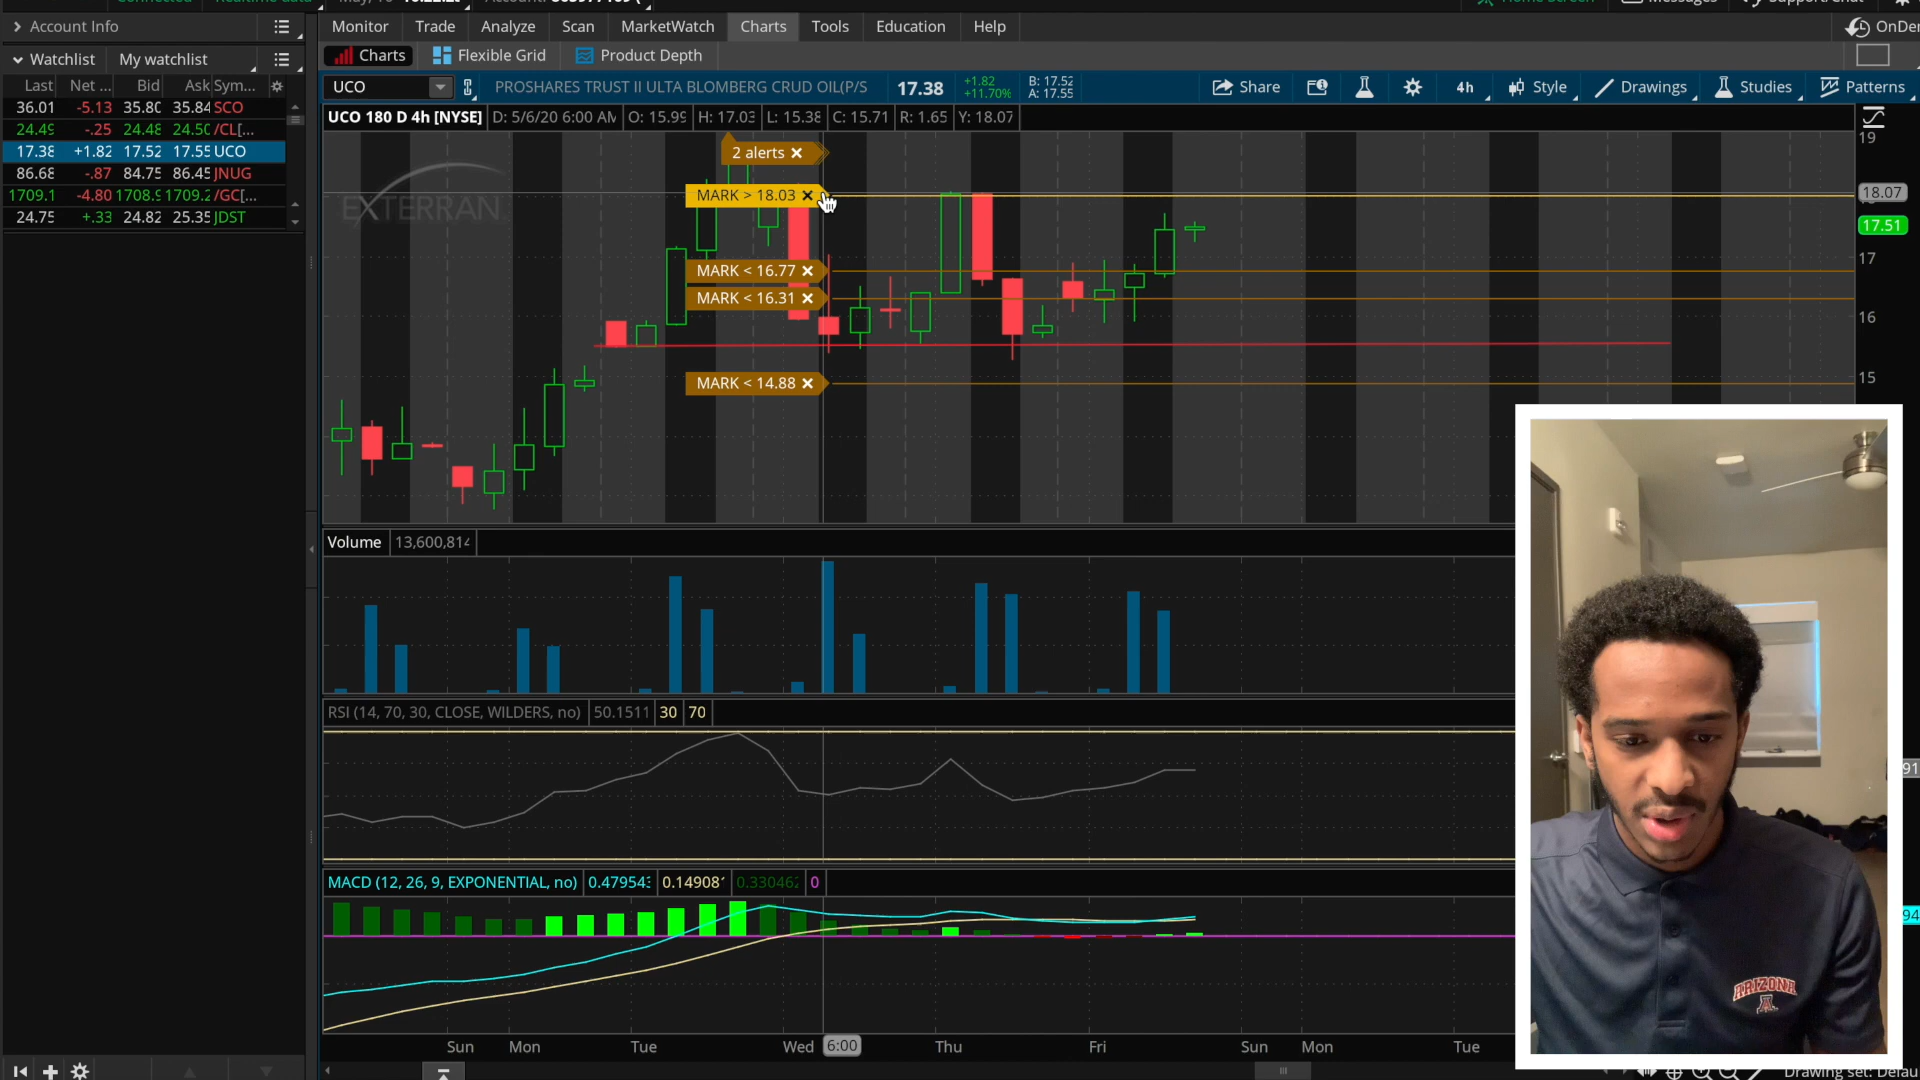 Account Info
Watchlist My watchlist
Last Net ... Bid Ask Sym...
36.01 -5.13 35.80 35.84 SCO
24.49 -.25 24.48 24.50 /CL[...
17.38 +1.82 17.52 17.55 UCO
86.68 -.87 84.75 86.45 JNUG
1709.1 -4.80 1708.9 1709.2 /GC[...
24.75 +.33 24.82 25.35 JDST
Monitor Trade Analyze Scan MarketWatch Charts Tools Education Help
Charts Flexible Grid Product Depth
UCO PROSHARES TRUST II ULTA BLOMBERG CRUD OIL(P/S 17.38 +1.82 B: 17.52
+11.70% A: 17.55
Share 4h Style Drawings Studies Patterns
UCO 180 D 4h [NYSE] D: 5/6/20 6:00 AM O: 15.99 H: 17.03 L: 15.38 C: 15.71 R: 1.65 Y: 18.07
2 alerts
MARK > 18.03
MARK < 16.77
MARK < 16.31
MARK < 14.88
EXTERRAN
19
18.07
17.51
17
16
15
Volume 13,600,814
RSI (14, 70, 30, CLOSE, WILDERS, no) 50.1511 30 70
MACD (12, 26, 9, EXPONENTIAL, no) 0.479543 0.14908 0.330462 0
Sun Mon Tue Wed 6:00 Thu Fri Sun Mon Tue
ARIZONA
A